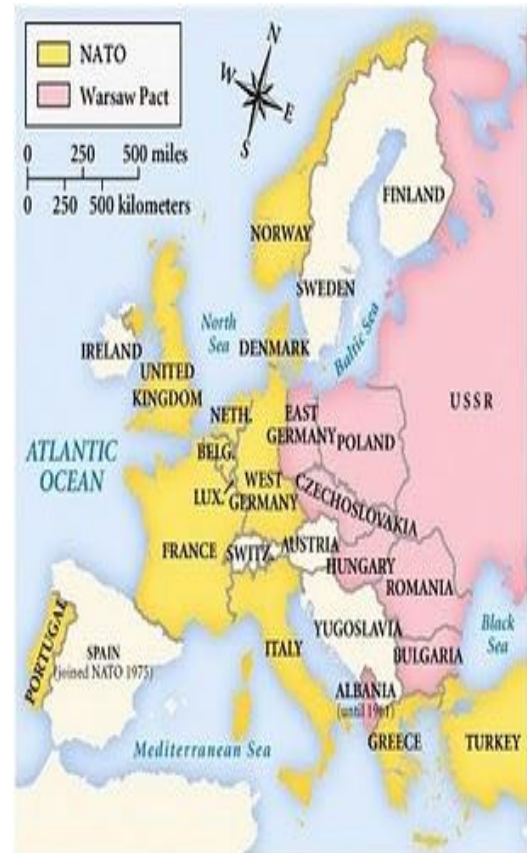 NATO
Warsaw Pact
N
W
E
S
0 250 500 miles
0 250 500 kilometers
FINLAND
NORWAY
SWEDEN
North
Sea
Baltic Sea
DENMARK
IRELAND
UNITED
KINGDOM
USSR
NETH.
EAST
GERMANY
POLAND
BELG.
ATLANTIC
OCEAN
LUX.
WEST
GERMANY
CZECHOSLOVAKIA
FRANCE
SWITZ.
AUSTRIA
HUNGARY
ROMANIA
YUGOSLAVIA
Black
Sea
PORTUGAL
SPAIN
(joined NATO 1975)
ITALY
BULGARIA
ALBANIA
(until 1961)
Mediterranean Sea
GREECE
TURKEY